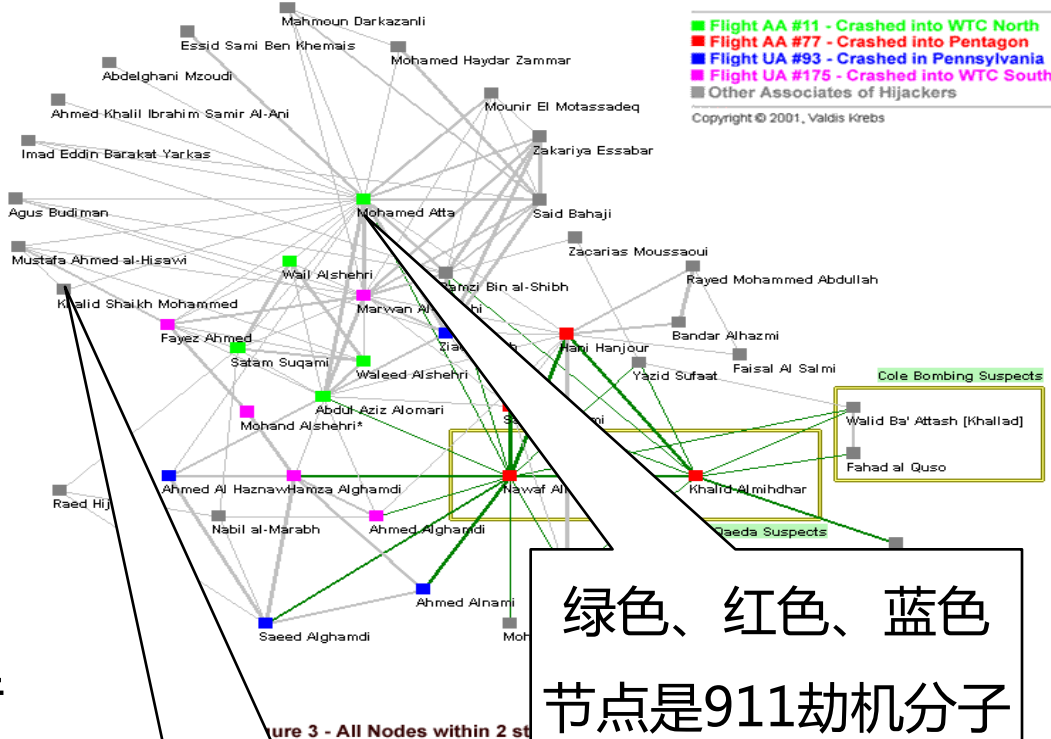 Mahmoun Darkazanli
Essid Sami Ben Khemais
Mohamed Haydar Zammar
Abdelghani Mzoudi
Mounir El Motassadeq
Ahmed Khalil Ibrahim Samir Al-Ani
Zakariya Essabar
Imad Eddin Barakat Yarkas
Agus Budiman
Mohamed Atta
Said Bahaji
Mustafa Ahmed al-Hisawi
Zacarias Moussaoui
Wail Alshehri
Ramzi Bin al-Shibh
Rayed Mohammed Abdullah
Khalid Shaikh Mohammed
Marwan Al
hi
Fayez Ahmed
Bandar Alhazmi
Satam Suqami
Hani Hanjour
Waleed Alshehri
Yazid Sufaat
Faisal Al Salmi
Abdul Aziz Alomari
Mohand Alshehri*
Cole Bombing Suspects
Walid Ba' Attash [Khallad]
Fahad al Quso
Ahmed Al Haznaw
Hamza Alghamdi
Nawaf Al
Khalid Almihdhar
Raed Hij
Nabil al-Marabh
Ahmed Alghamdi
Qaeda Suspects
Ahmed Alnami
Saeed Alghamdi
Moh
Flight AA #11 - Crashed into WTC North
Flight AA #77 - Crashed into Pentagon
Flight UA #93 - Crashed in Pennsylvania
Flight UA #175 - Crashed into WTC South
Other Associates of Hijackers
Copyright © 2001, Valdis Krebs
绿色、红色、蓝色
节点是911劫机分子
ure 3 - All Nodes within 2 st